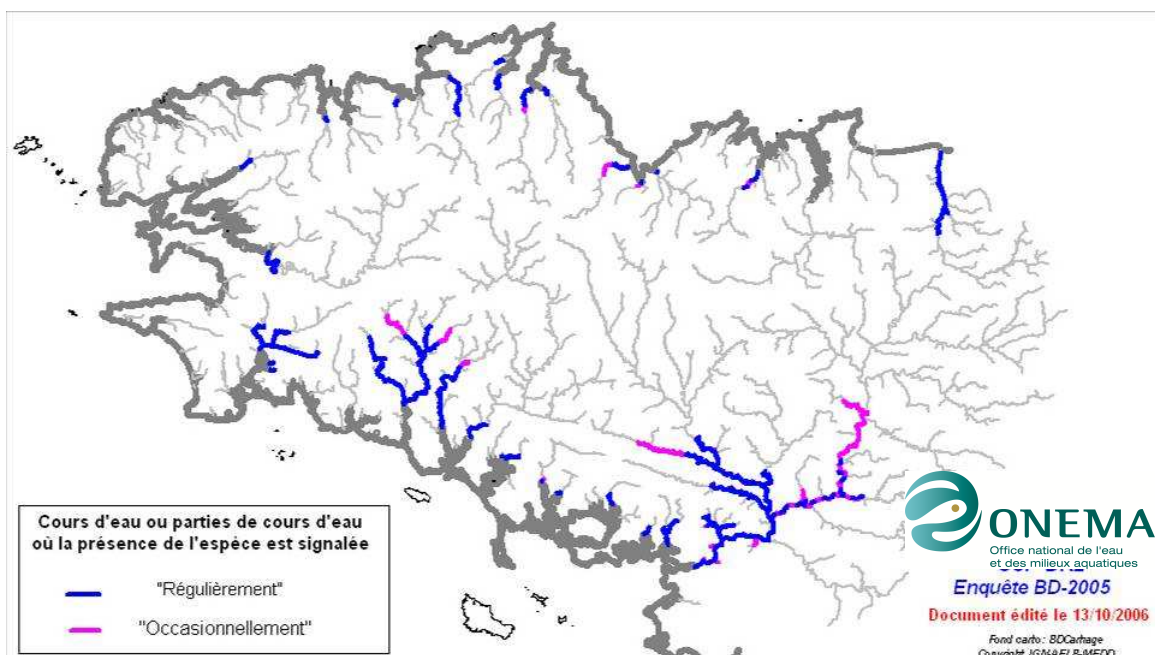 Cours d'eau ou parties de cours d'eau
où la présence de l'espèce est signalée
"Régulièrement"
"Occasionnellement"
ONEMA
Office national de l'eau
et des milieux aquatiques
Enquête BD-2005
Document édité le 13/10/2006
Fond carto: BDCarthage
Copyright